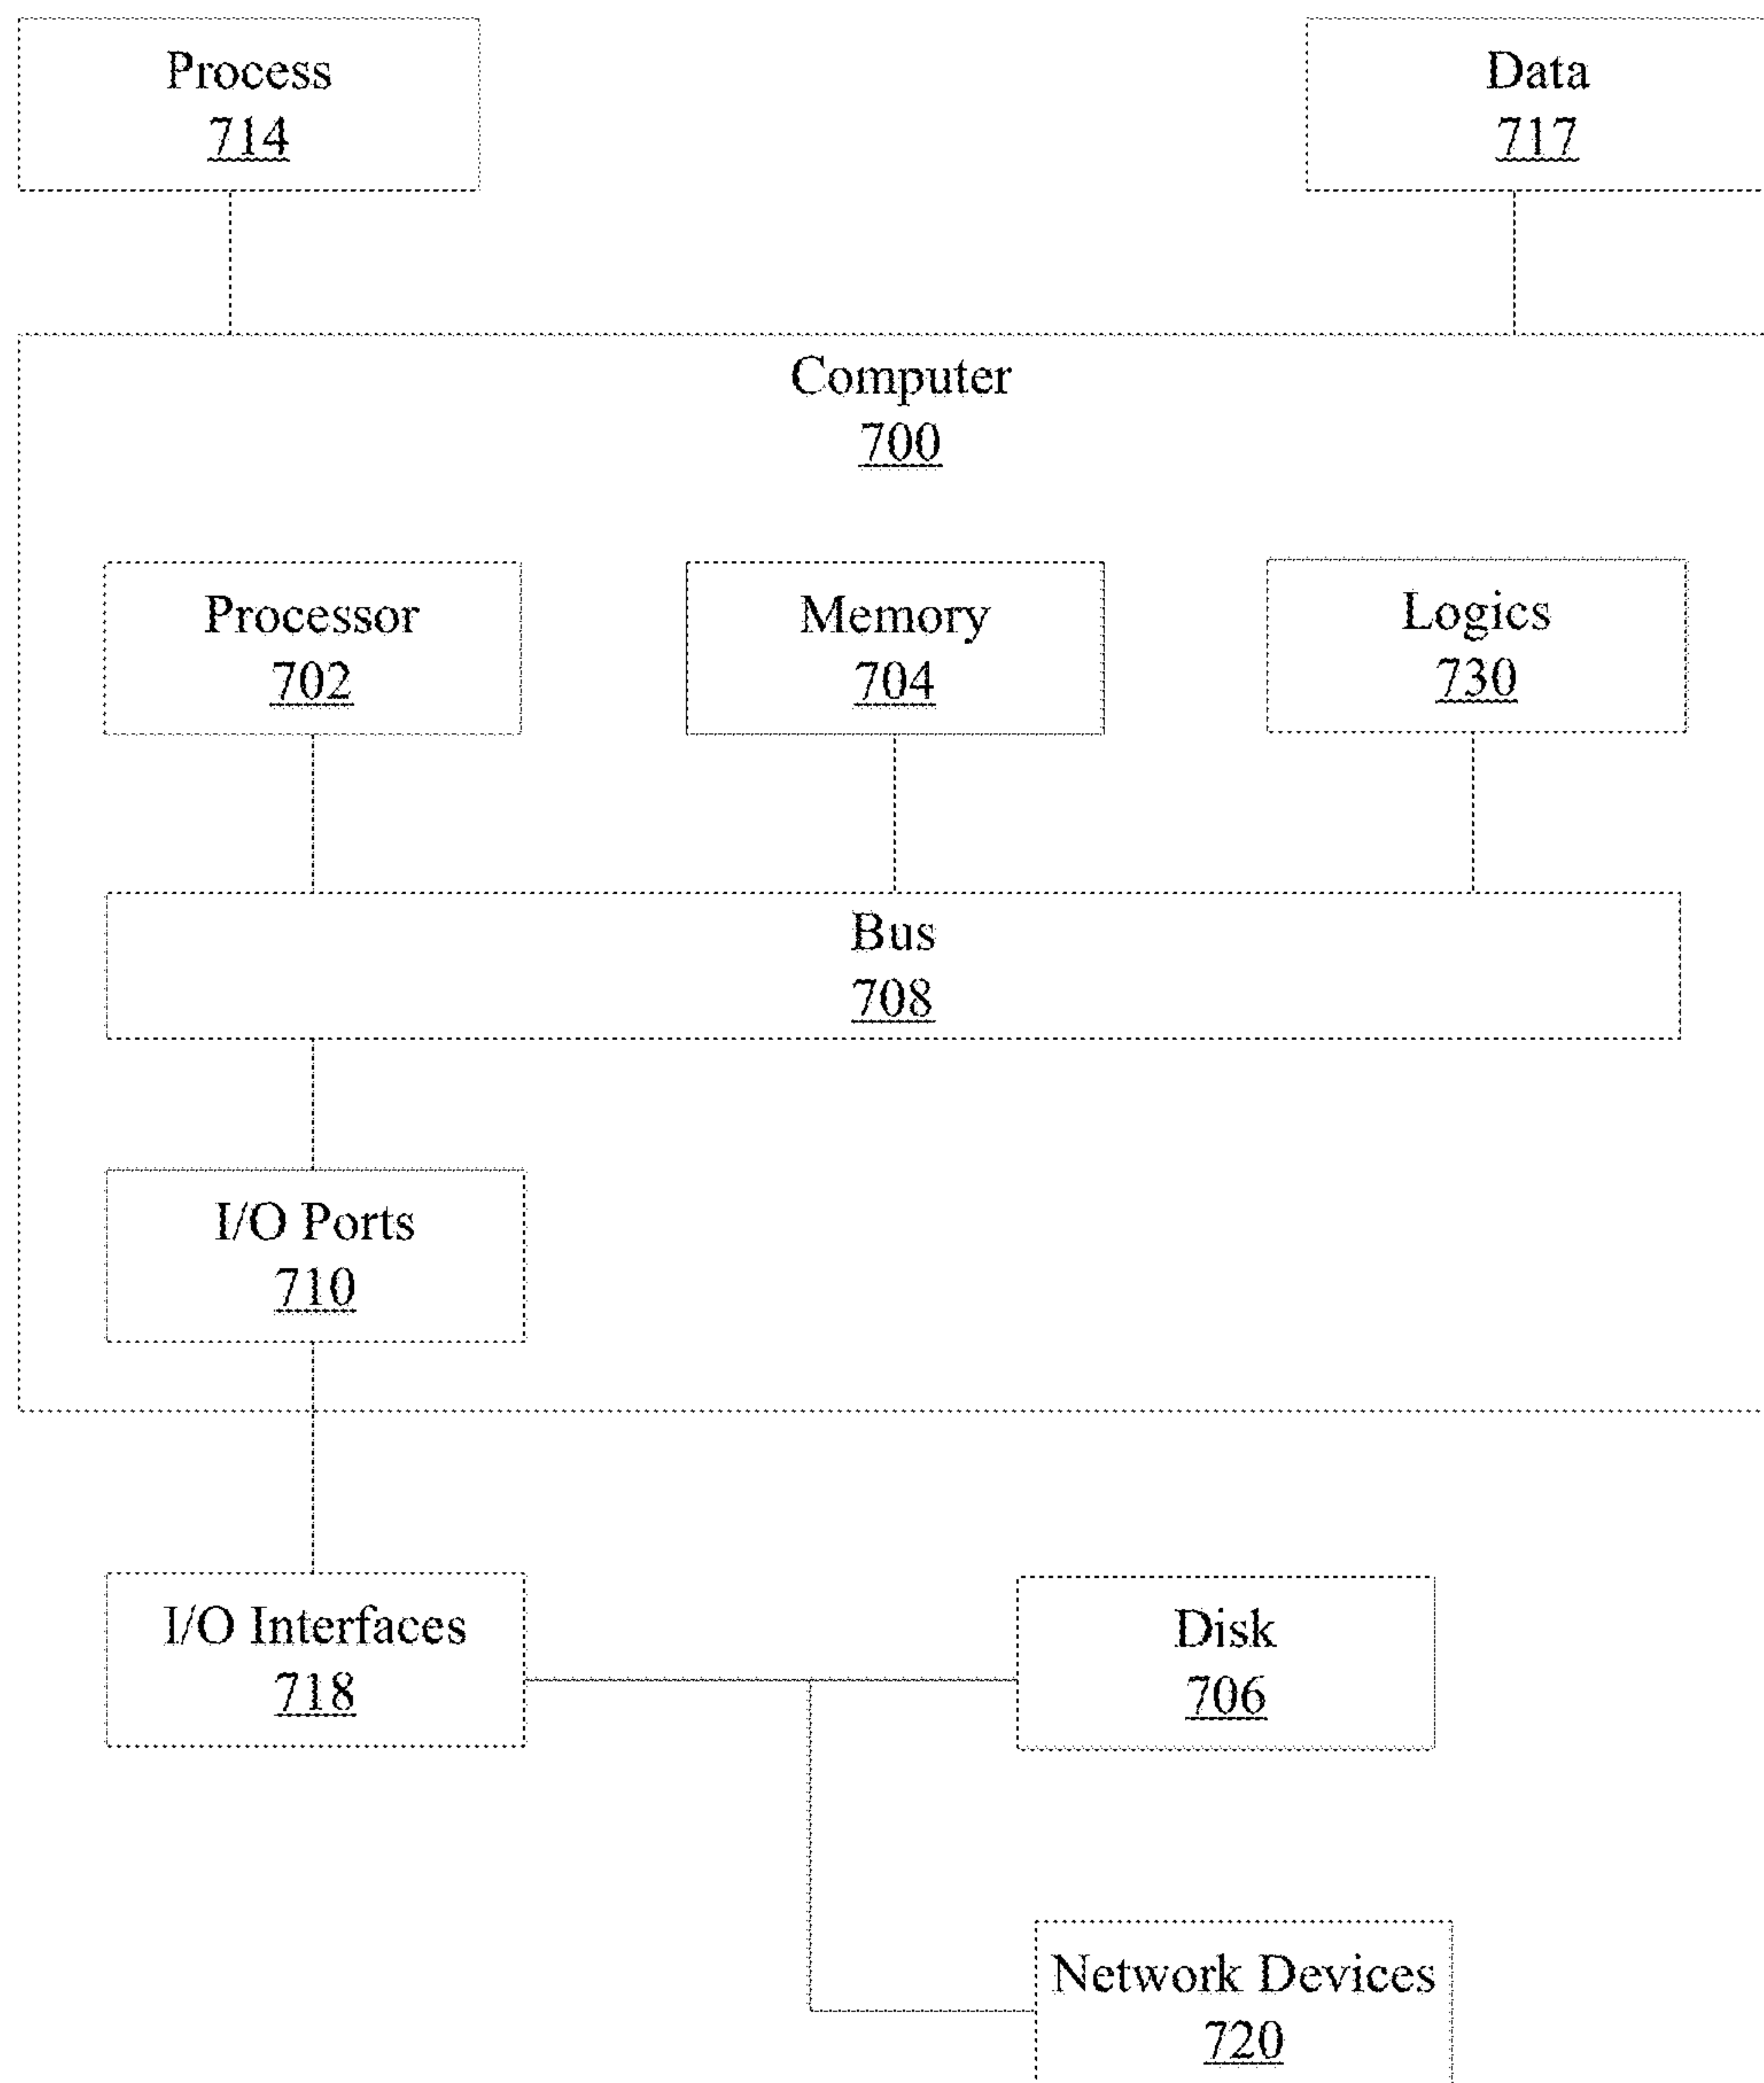 Process
714
Data
717
Computer
700
Processor
702
Memory
704
Logics
730
Bus
708
I/O Ports
710
I/O Interfaces
718
Disk
706
Network Devices
720